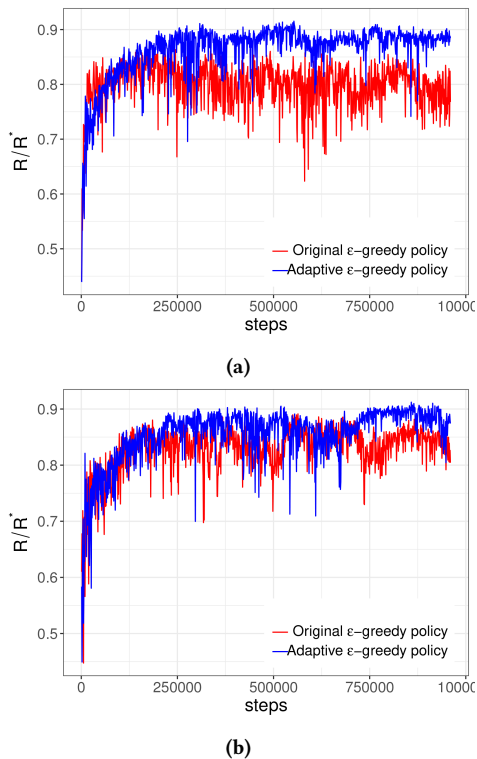 0.9
0.8
0.7
0.6
0.5
R/R*
Original ε-greedy policy
Adaptive ε-greedy policy
0 250000 500000 750000 10000
steps
(a)
0.9
0.8
0.7
0.6
0.5
R/R*
Original ε-greedy policy
Adaptive ε-greedy policy
0 250000 500000 750000 10000
steps
(b)